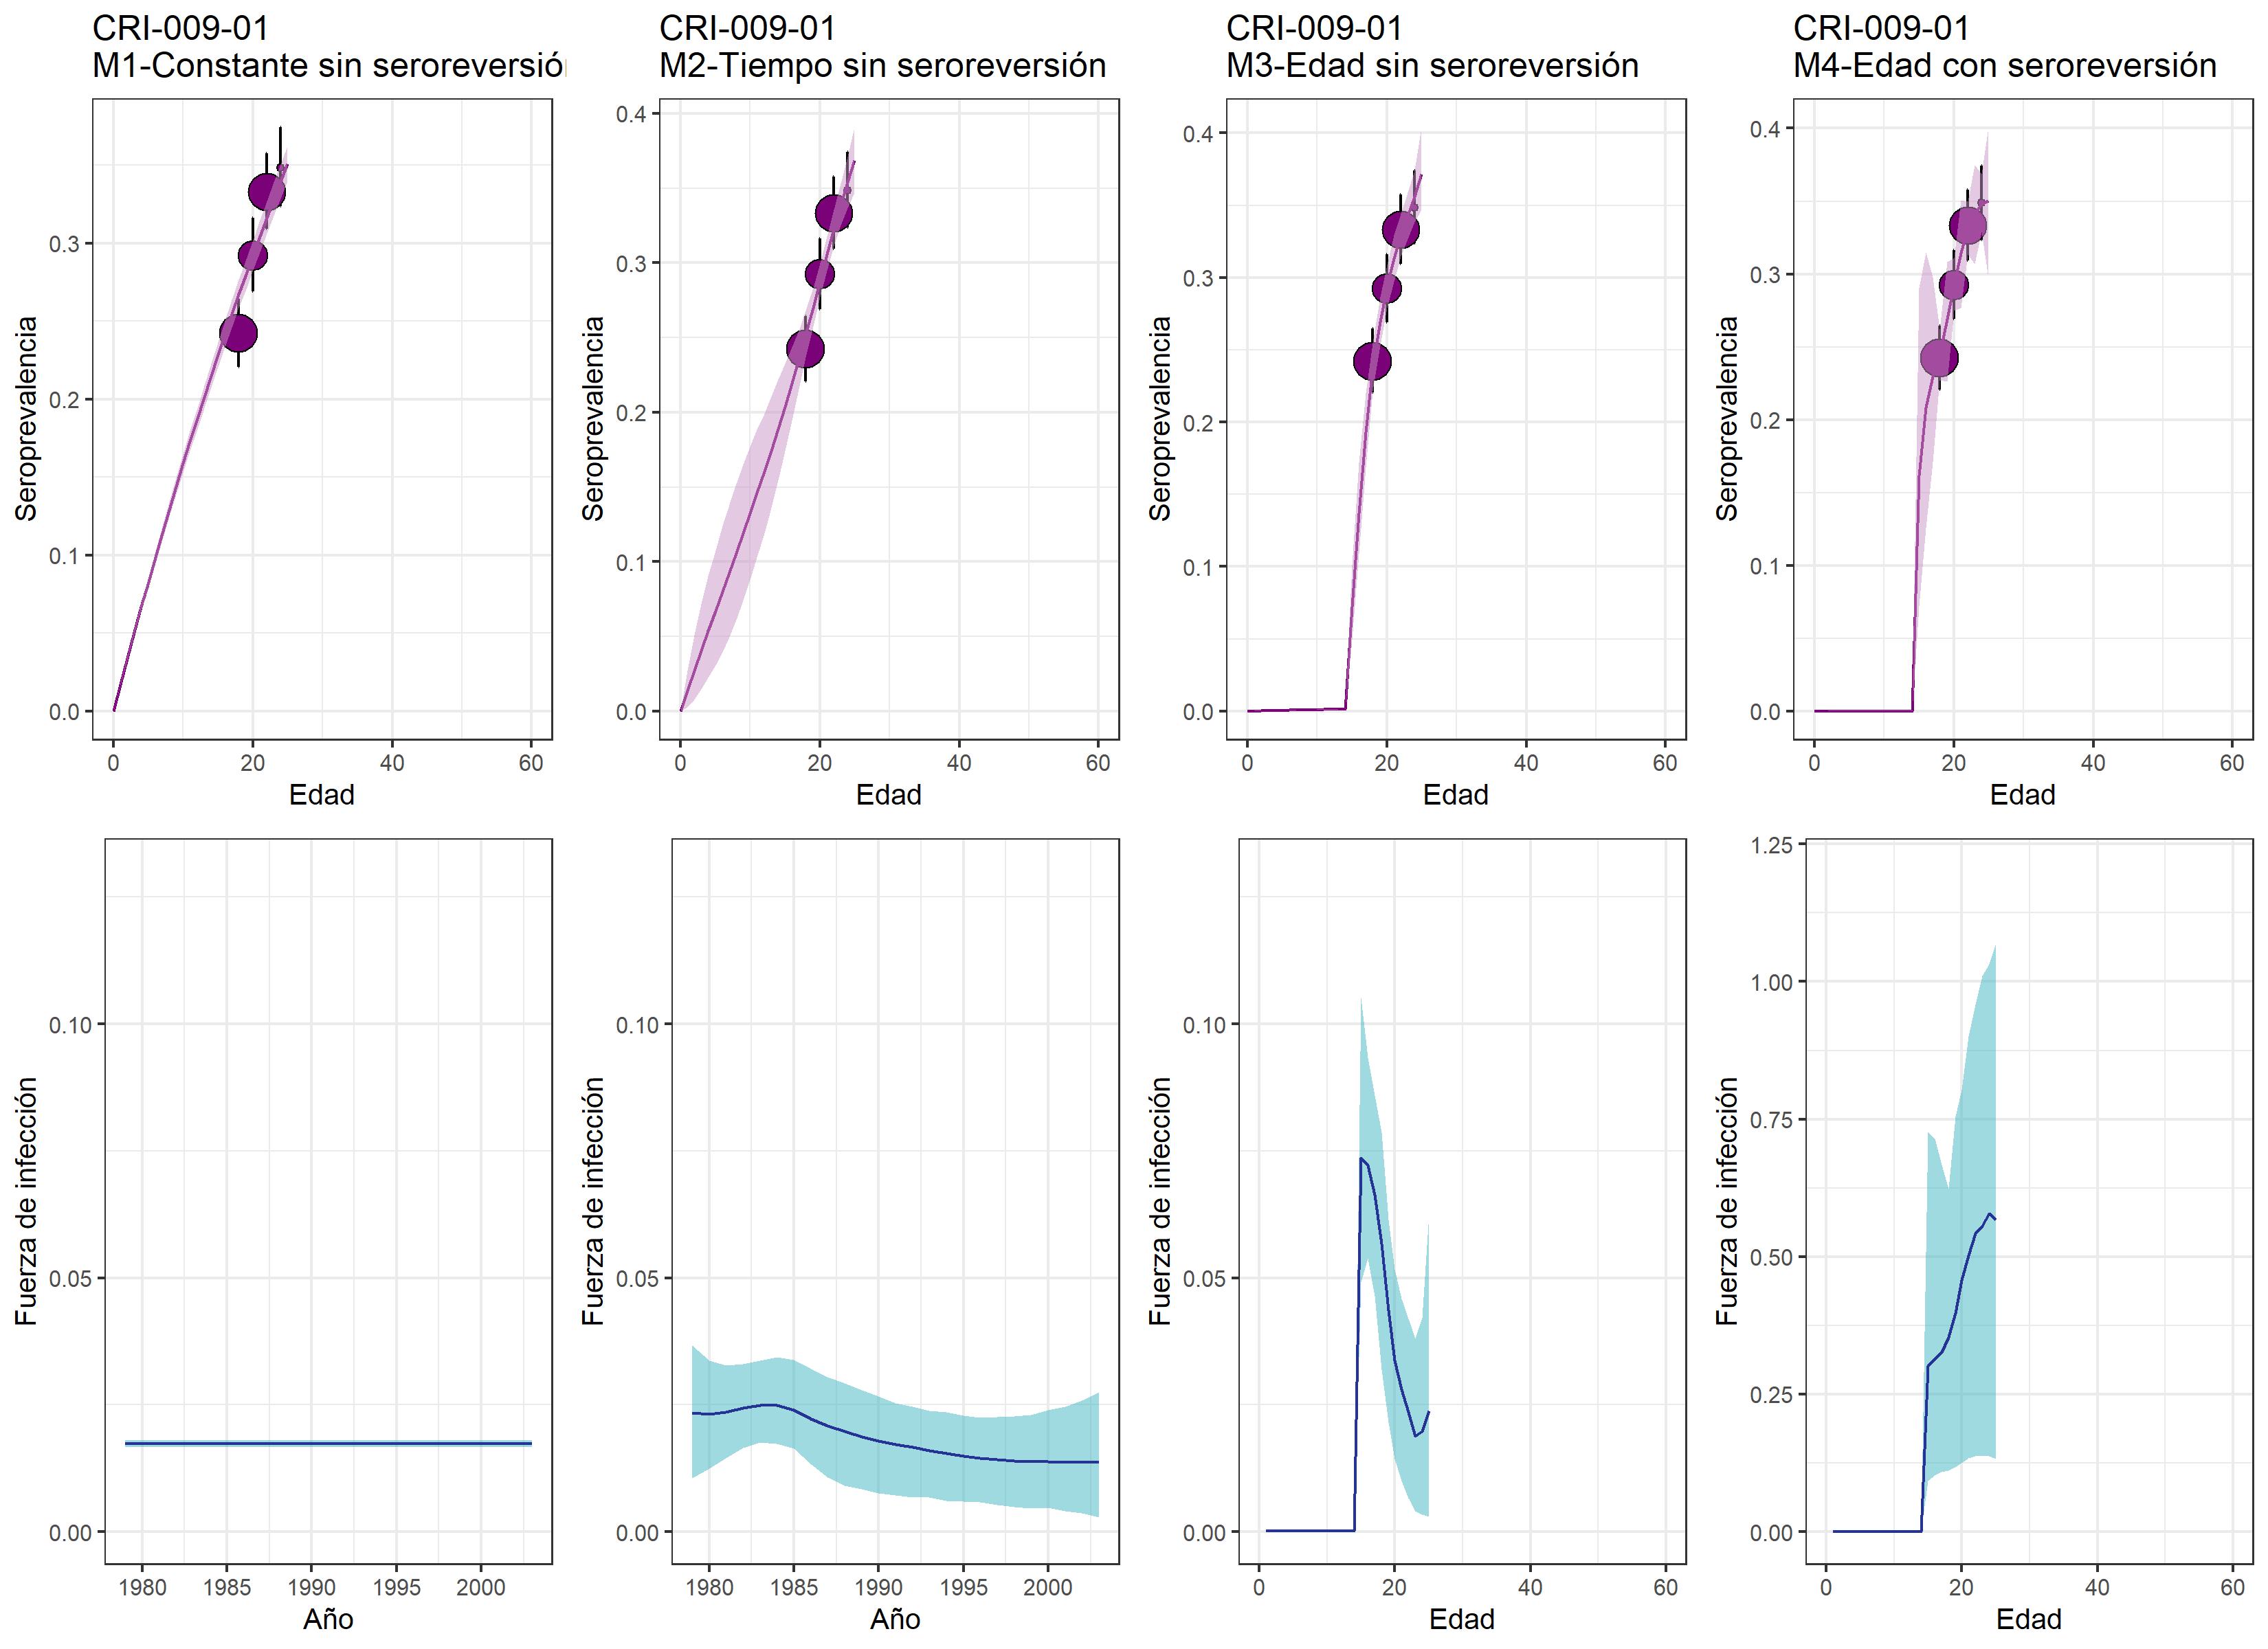 CRI-009-01
M1-Constante sin seroreversió
CRI-009-01
M2-Tiempo sin seroreversión
CRI-009-01
M3-Edad sin seroreversión
CRI-009-01
M4-Edad con seroreversión
Seroprevalencia
0.3
0.2
0.1
0.0
0
20
40
60
Edad
Seroprevalencia
0.4
0.3
0.2
0.1
0.0
0
20
40
60
Edad
Seroprevalencia
0.4
0.3
0.2
0.1
0.0
0
20
40
60
Edad
Seroprevalencia
0.4
0.3
0.2
0.1
0.0
0
20
40
60
Edad
Fuerza de infección
0.10
0.05
0.00
1980
1985
1990
1995
2000
Año
Fuerza de infección
0.10
0.05
0.00
1980
1985
1990
1995
2000
Año
Fuerza de infección
0.10
0.05
0.00
0
20
40
60
Edad
Fuerza de infección
1.25
1.00
0.75
0.50
0.25
0.00
0
20
40
60
Edad